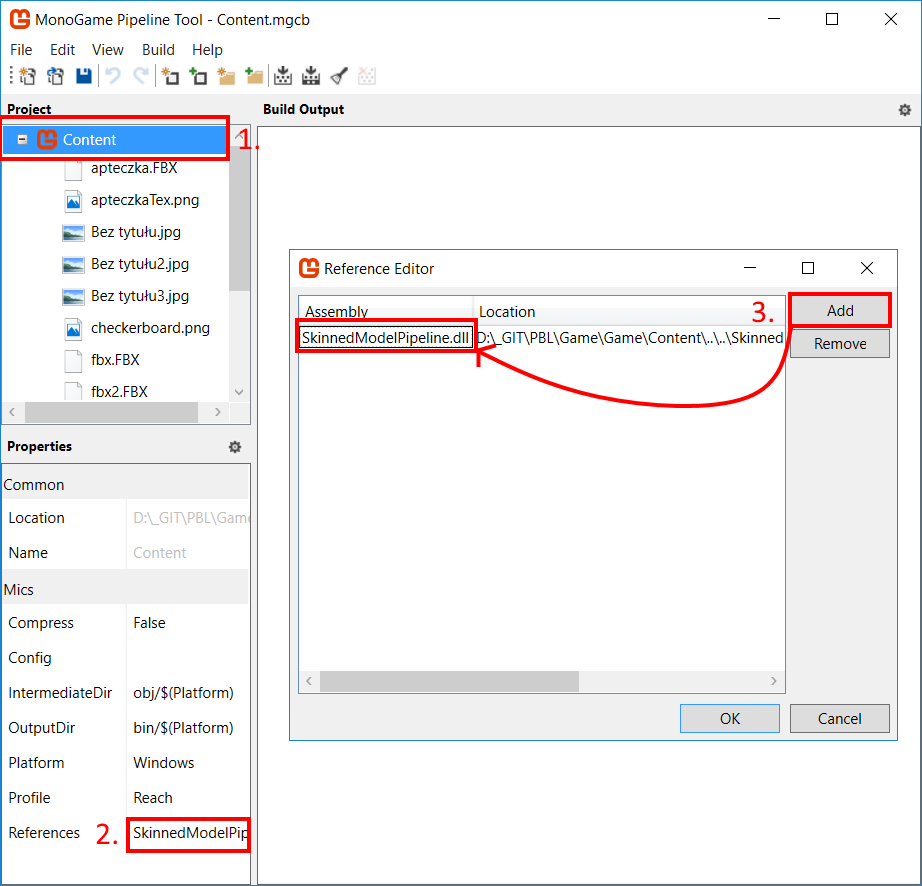 MonoGame Pipeline Tool - Content.mgcb
File Edit View Build Help
Project
Content
1.
apteczka.FBX
apteczkaTex.png
Bez tytułu.jpg
Bez tytułu2.jpg
Bez tytułu3.jpg
checkerboard.png
fbx.FBX
fbx2.FBX
Properties
Common
Location D:\_GIT\PBL\Game
Name Content
Mics
Compress False
Config
IntermediateDir obj/$(Platform)
OutputDir bin/$(Platform)
Platform Windows
Profile Reach
References 2. SkinnedModelPip
Build Output
Reference Editor
Assembly Location
3. Add
SkinnedModelPipeline.dll D:\_GIT\PBL\Game\Game\Content\..\..\Skinned
Remove
OK Cancel